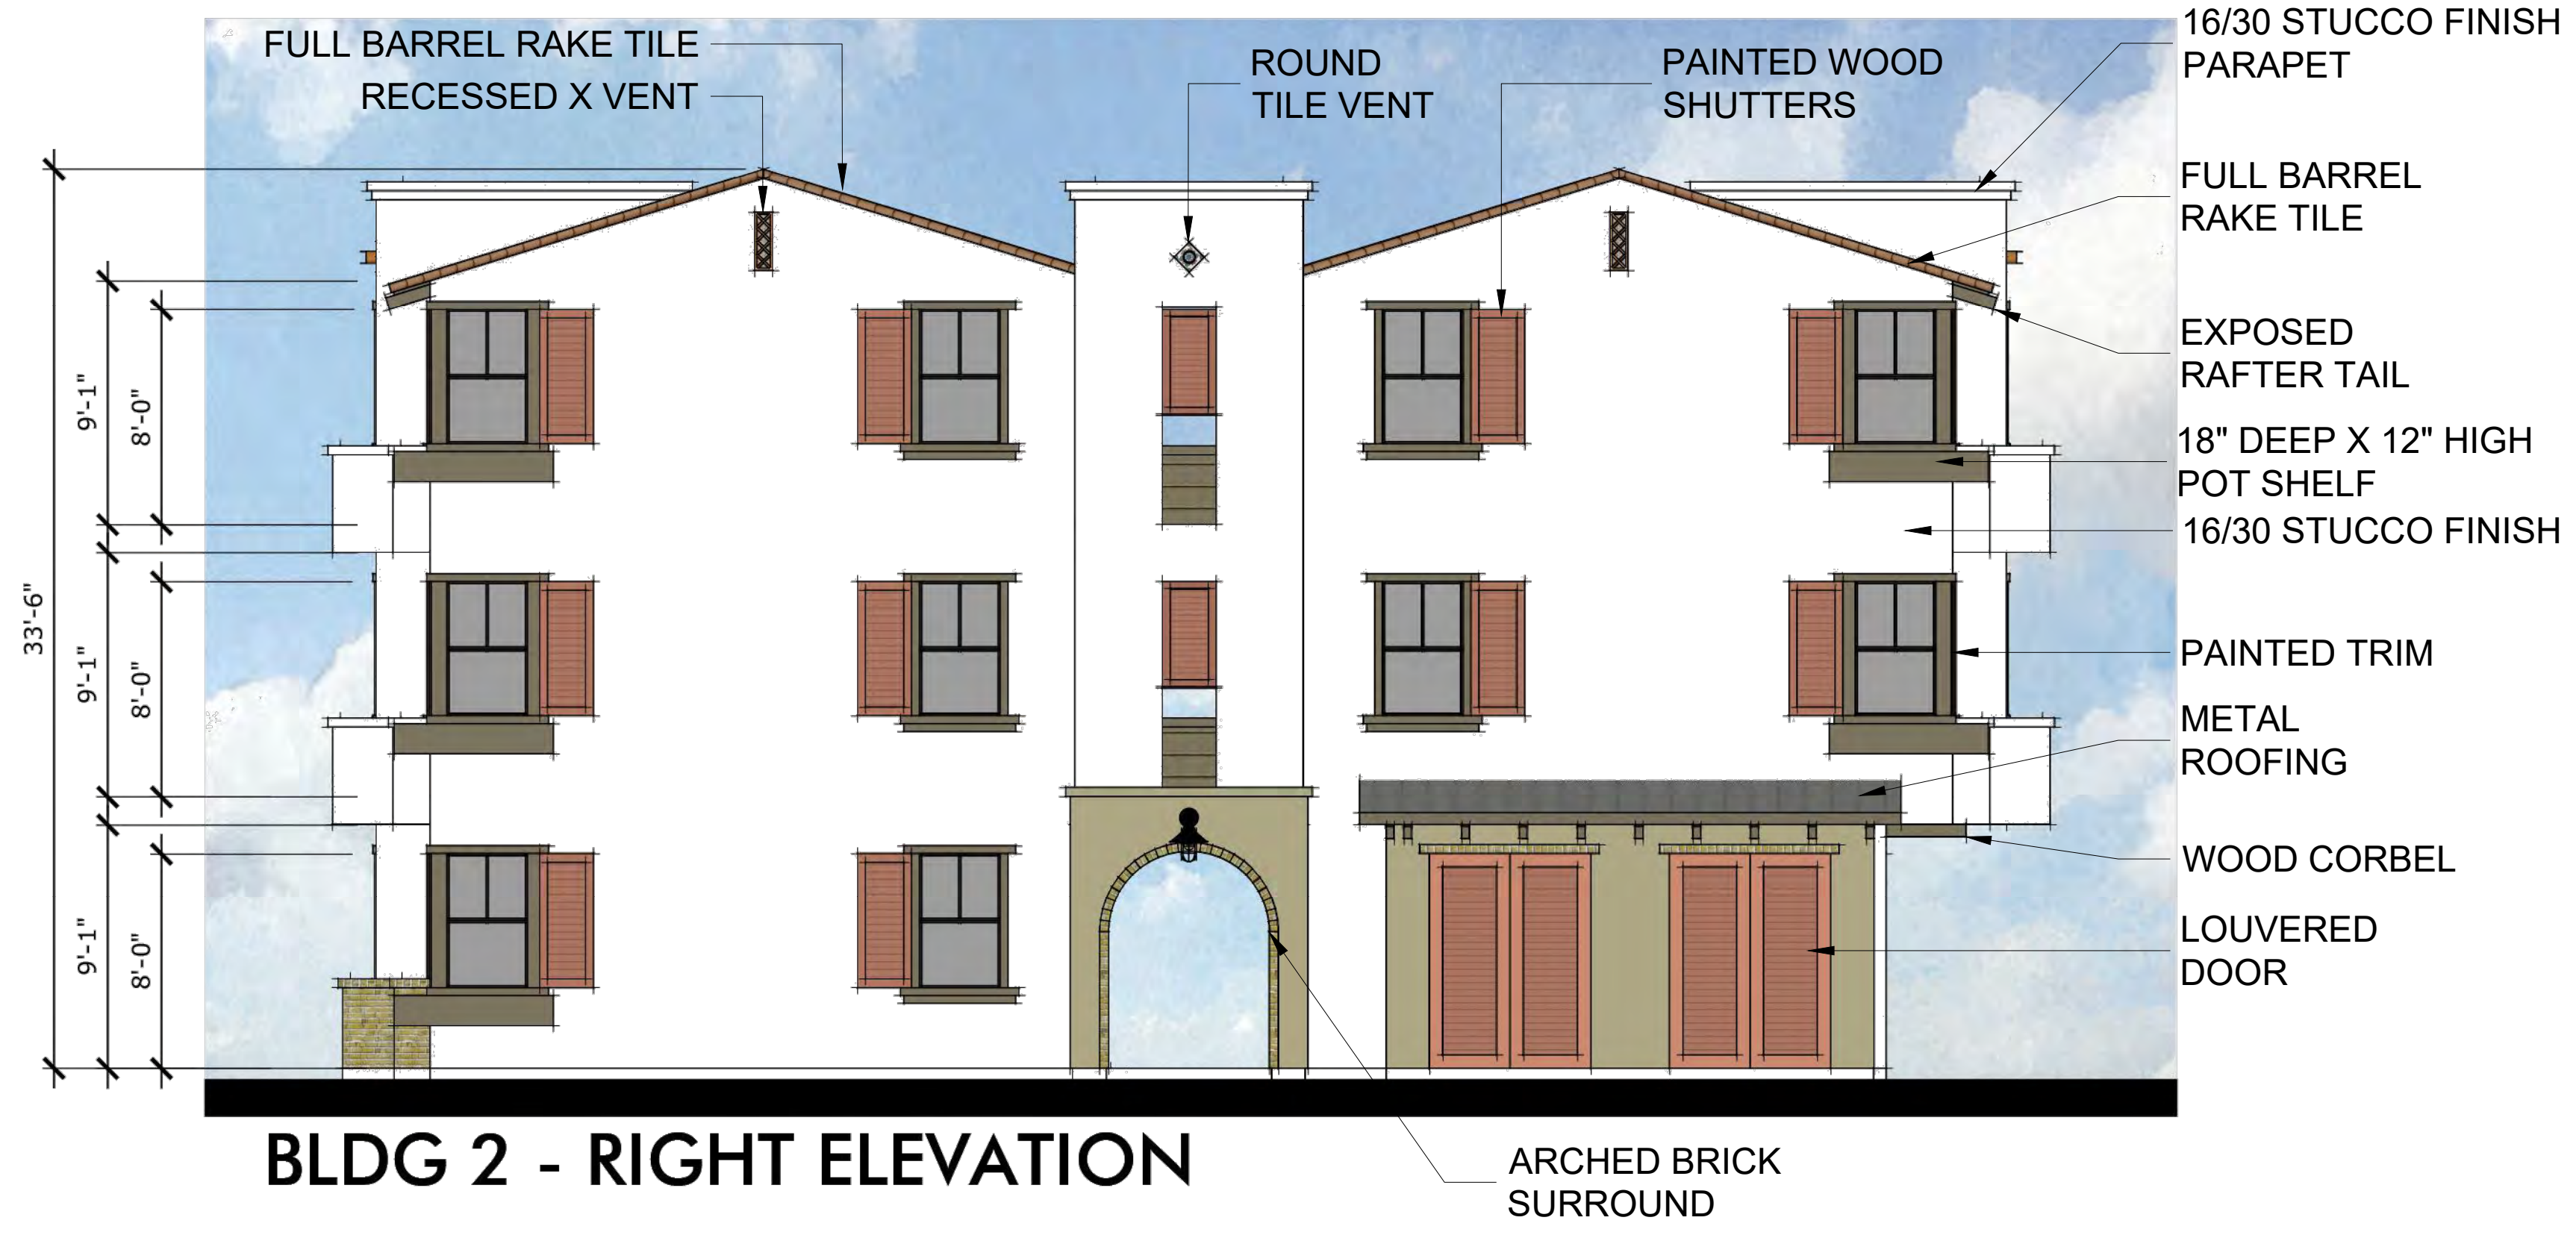 FULL BARREL RAKE TILE
RECESSED X VENT
ROUND
TILE VENT
PAINTED WOOD
SHUTTERS
16/30 STUCCO FINISH
PARAPET
FULL BARREL
RAKE TILE
EXPOSED
RAFTER TAIL
18" DEEP X 12" HIGH
POT SHELF
16/30 STUCCO FINISH
PAINTED TRIM
METAL
ROOFING
WOOD CORBEL
LOUVERED
DOOR
33'-6"
9'-1"
8'-0"
9'-1"
8'-0"
9'-1"
8'-0"
ARCHED BRICK
SURROUND
BLDG 2 - RIGHT ELEVATION